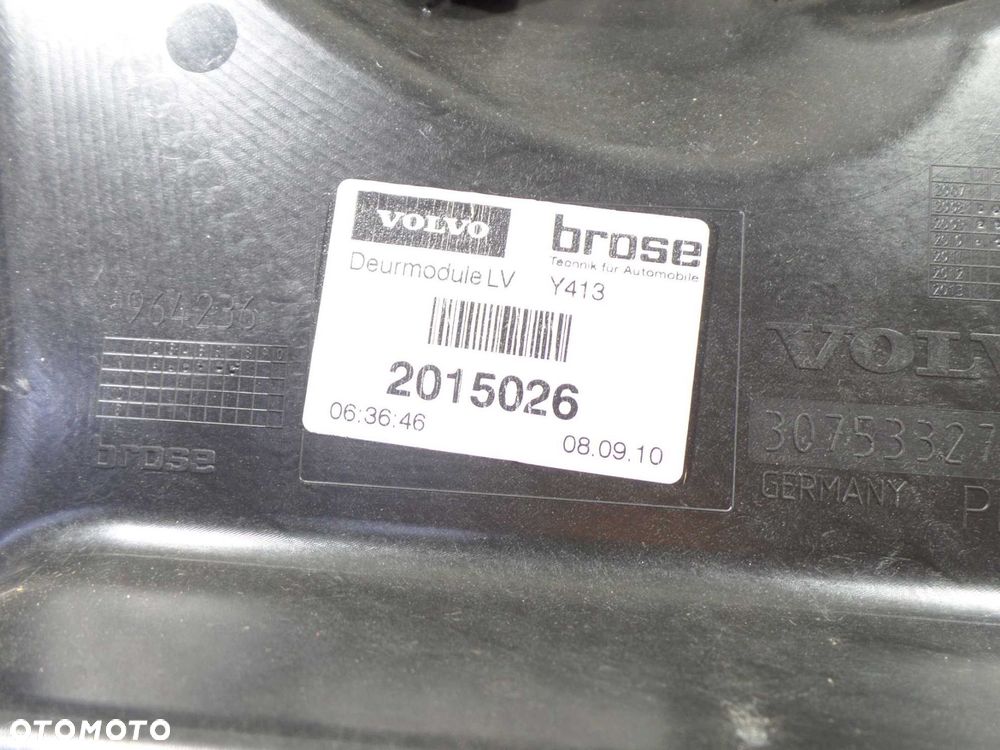 VOLVO
brose
Technik für Automobile
Deurmodule LV
Y413
2015026
06:36:46
08.09.10
964236
brose
VOLV
30753327
GERMANY
P
OTOMOTO